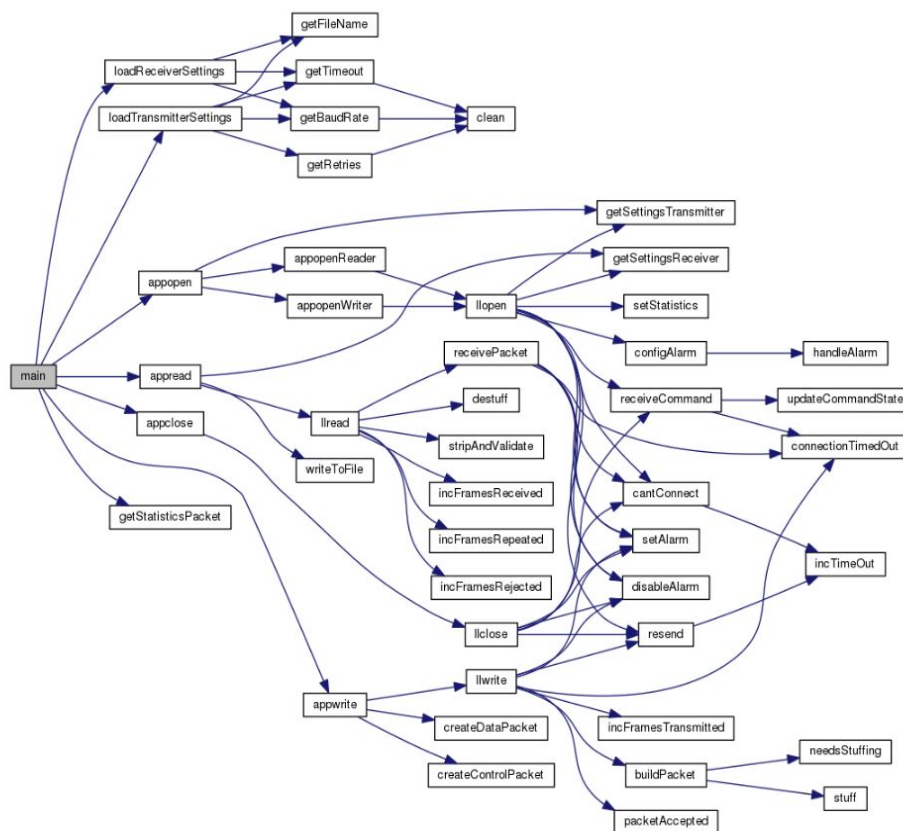 getFileName
loadReceiverSettings
getTimeout
loadTransmitterSettings
getBaudRate
clean
getRetries
getSettingsTransmitter
appopenReader
getSettingsReceiver
appopen
appopenWriter
llopen
setStatistics
receivePacket
configAlarm
handleAlarm
main
appread
destuff
receiveCommand
updateCommandState
appclose
llread
stripAndValidate
connectionTimedOut
writeToFile
incFramesReceived
cantConnect
getStatisticsPacket
incFramesRepeated
setAlarm
incTimeOut
incFramesRejected
disableAlarm
llclose
resend
llwrite
appwrite
createDataPacket
incFramesTransmitted
needsStuffing
createControlPacket
buildPacket
stuff
packetAccepted